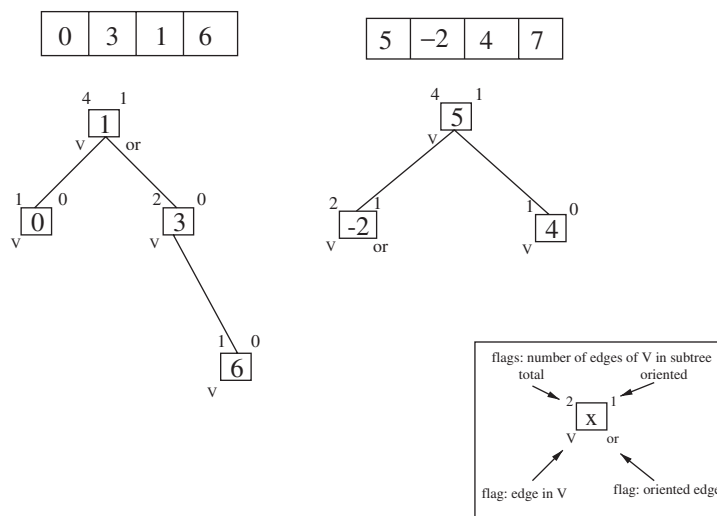 0 3 1 6
5 −2 4 7
4 1
1
V or
1 0
0
V
2 0
3
V
1 0
6
V
4 1
5
V
2 1
-2
V or
1 0
4
V
flags: number of edges of V in subtree
total oriented
2 1
x
V or
flag: edge in V
flag: oriented edge